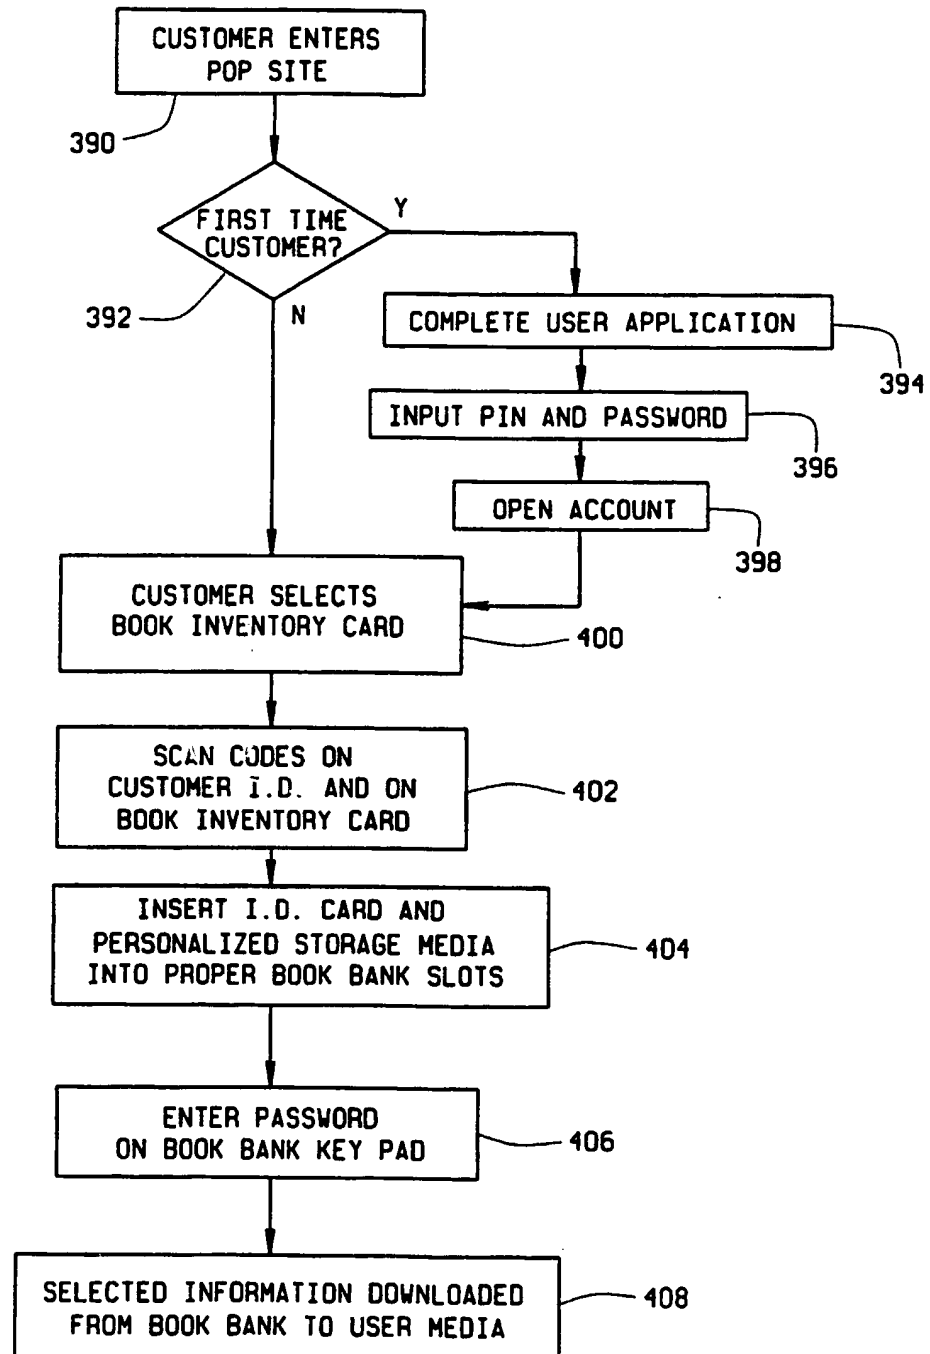 CUSTOMER ENTERS
POP SITE
390
FIRST TIME
CUSTOMER?
Y
392
N
COMPLETE USER APPLICATION
394
INPUT PIN AND PASSWORD
396
OPEN ACCOUNT
398
CUSTOMER SELECTS
BOOK INVENTORY CARD
400
SCAN CODES ON
CUSTOMER I.D. AND ON
BOOK INVENTORY CARD
402
INSERT I.D. CARD AND
PERSONALIZED STORAGE MEDIA
INTO PROPER BOOK BANK SLOTS
404
ENTER PASSWORD
ON BOOK BANK KEY PAD
406
SELECTED INFORMATION DOWNLOADED
FROM BOOK BANK TO USER MEDIA
408